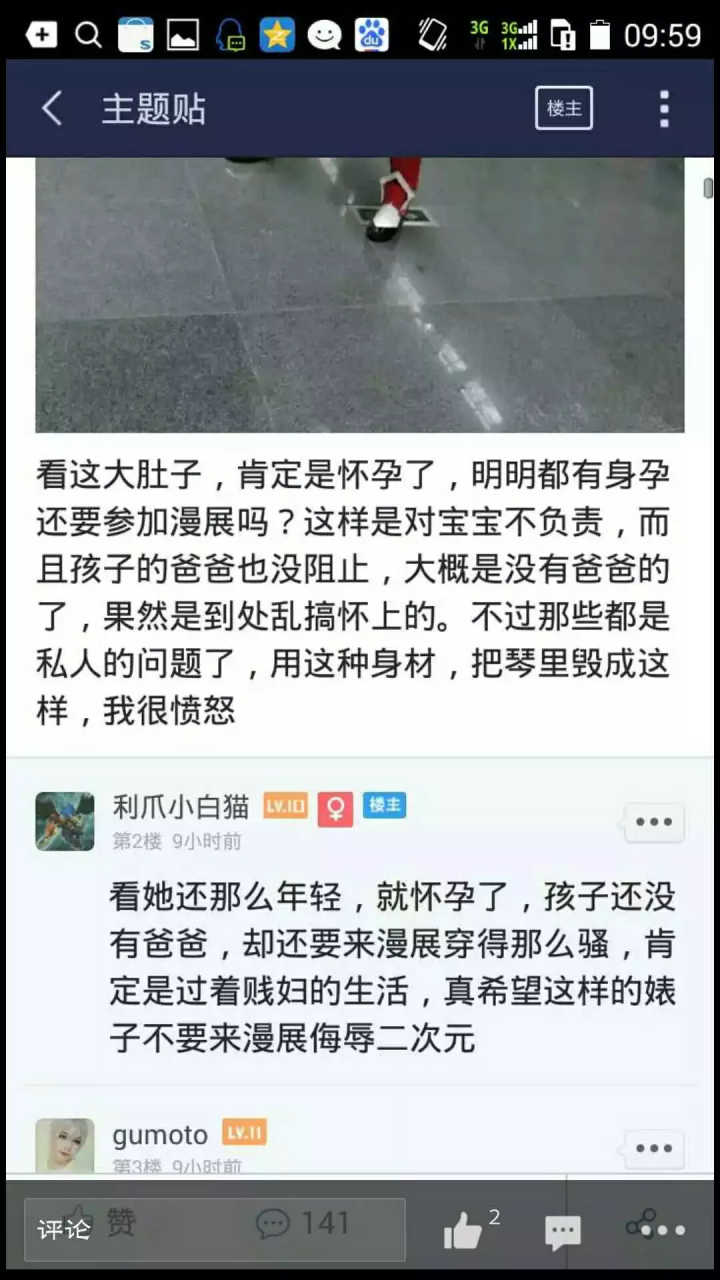 3G
3G
1X
09:59
主题贴
楼主
看这大肚子，肯定是怀孕了，明明都有身孕
还要参加漫展吗？这样是对宝宝不负责，而
且孩子的爸爸也没阻止，大概是没有爸爸的
了，果然是到处乱搞怀上的。不过那些都是
私人的问题了，用这种身材，把琴里毁成这
样，我很愤怒
利爪小白猫 LV.10 楼主
第2楼 9小时前
看她还那么年轻，就怀孕了，孩子还没
有爸爸，却还要来漫展穿得那么骚，肯
定是过着贱妇的生活，真希望这样的婊
子不要来漫展侮辱二次元
gumoto LV.11
第3楼 9小时前
评论 赞 141 2